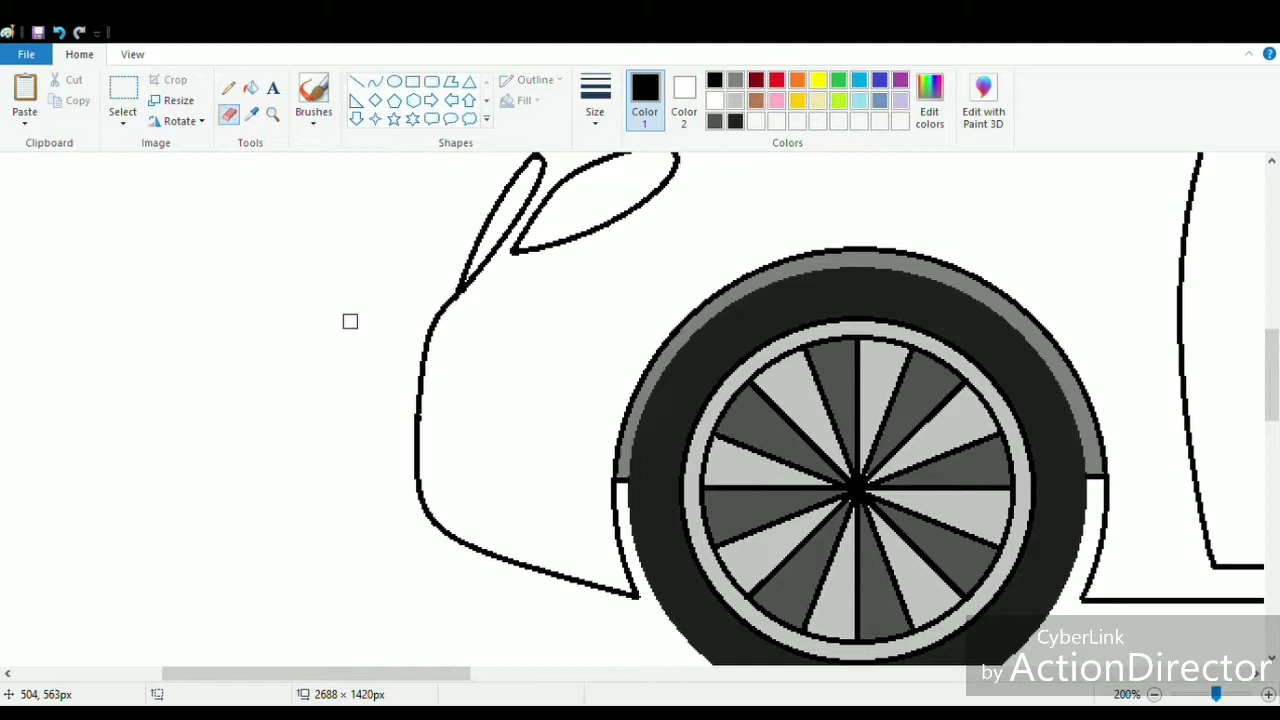 File Home View
Paste Cut Copy Select Crop Resize Rotate Brushes Size Outline Fill Color 1 Color 2 Edit colors Edit with Paint 3D
Clipboard Image Tools Shapes Colors
CyberLink
by ActionDirector
504, 563px 2688 × 1420px 200%